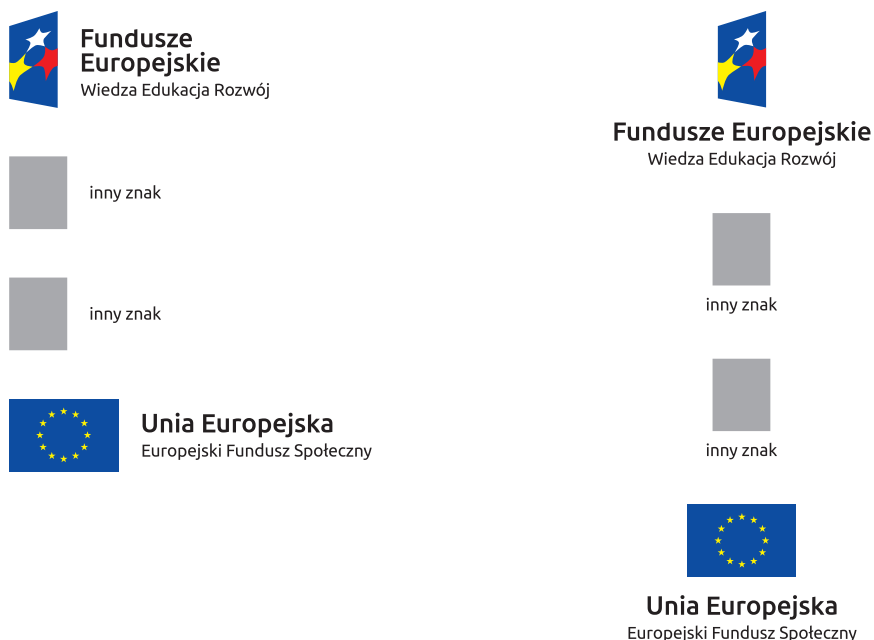 Fundusze
Europejskie
Wiedza Edukacja Rozwój
inny znak
inny znak
Unia Europejska
Europejski Fundusz Społeczny
Fundusze Europejskie
Wiedza Edukacja Rozwój
inny znak
inny znak
Unia Europejska
Europejski Fundusz Społeczny